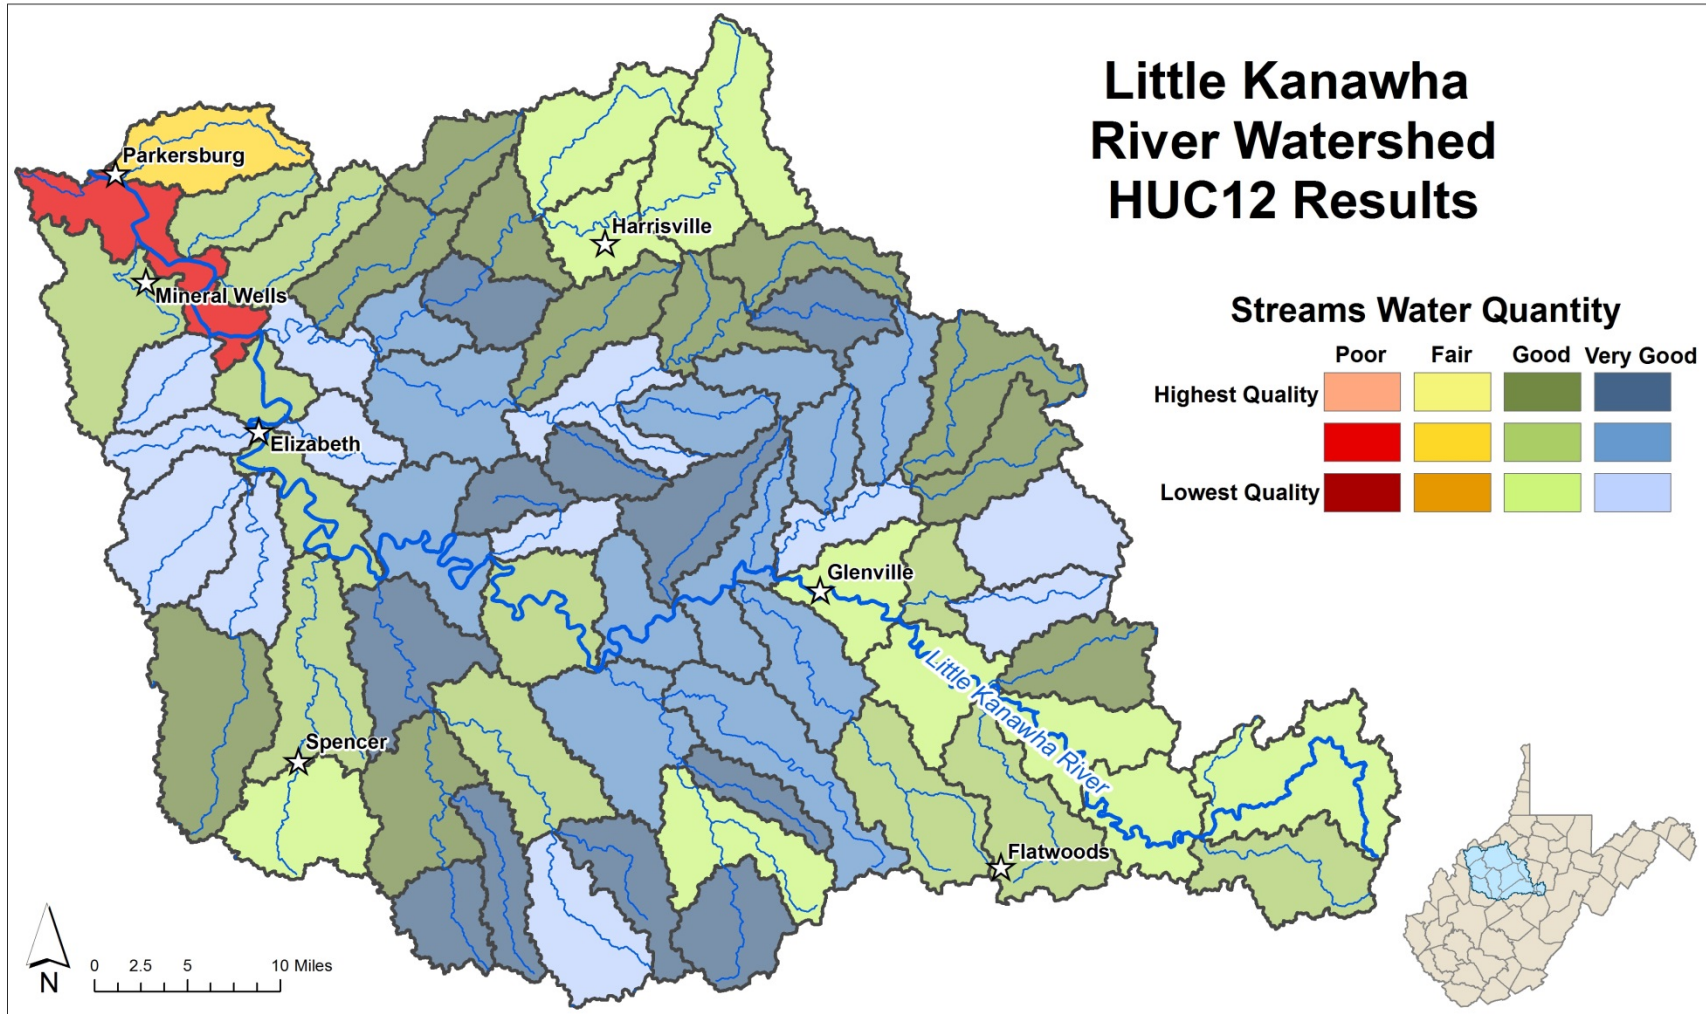 Little Kanawha
River Watershed
HUC12 Results
Parkersburg
Harrisville
Mineral Wells
Streams Water Quantity
Poor Fair Good Very Good
Highest Quality
Lowest Quality
Elizabeth
Glenville
Little Kanawha River
Spencer
Flatwoods
N
0 2.5 5 10 Miles